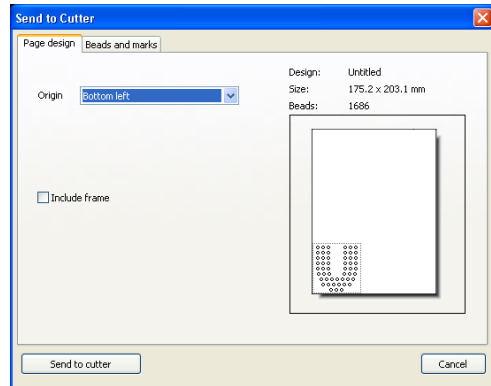 Send to Cutter
Page design Beads and marks
Design: Untitled
Origin Bottom left Size: 175.2 x 203.1 mm
Beads: 1686
Include frame
Send to cutter Cancel